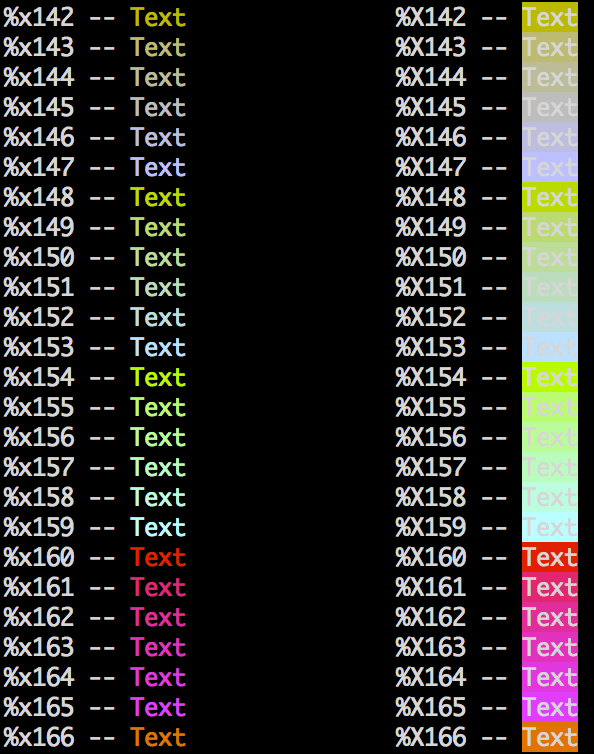 %x142 -- Text %X142 -- Text
%x143 -- Text %X143 -- Text
%x144 -- Text %X144 -- Text
%x145 -- Text %X145 -- Text
%x146 -- Text %X146 -- Text
%x147 -- Text %X147 -- Text
%x148 -- Text %X148 -- Text
%x149 -- Text %X149 -- Text
%x150 -- Text %X150 -- Text
%x151 -- Text %X151 -- Text
%x152 -- Text %X152 -- Text
%x153 -- Text %X153 -- Text
%x154 -- Text %X154 -- Text
%x155 -- Text %X155 -- Text
%x156 -- Text %X156 -- Text
%x157 -- Text %X157 -- Text
%x158 -- Text %X158 -- Text
%x159 -- Text %X159 -- Text
%x160 -- Text %X160 -- Text
%x161 -- Text %X161 -- Text
%x162 -- Text %X162 -- Text
%x163 -- Text %X163 -- Text
%x164 -- Text %X164 -- Text
%x165 -- Text %X165 -- Text
%x166 -- Text %X166 -- Text